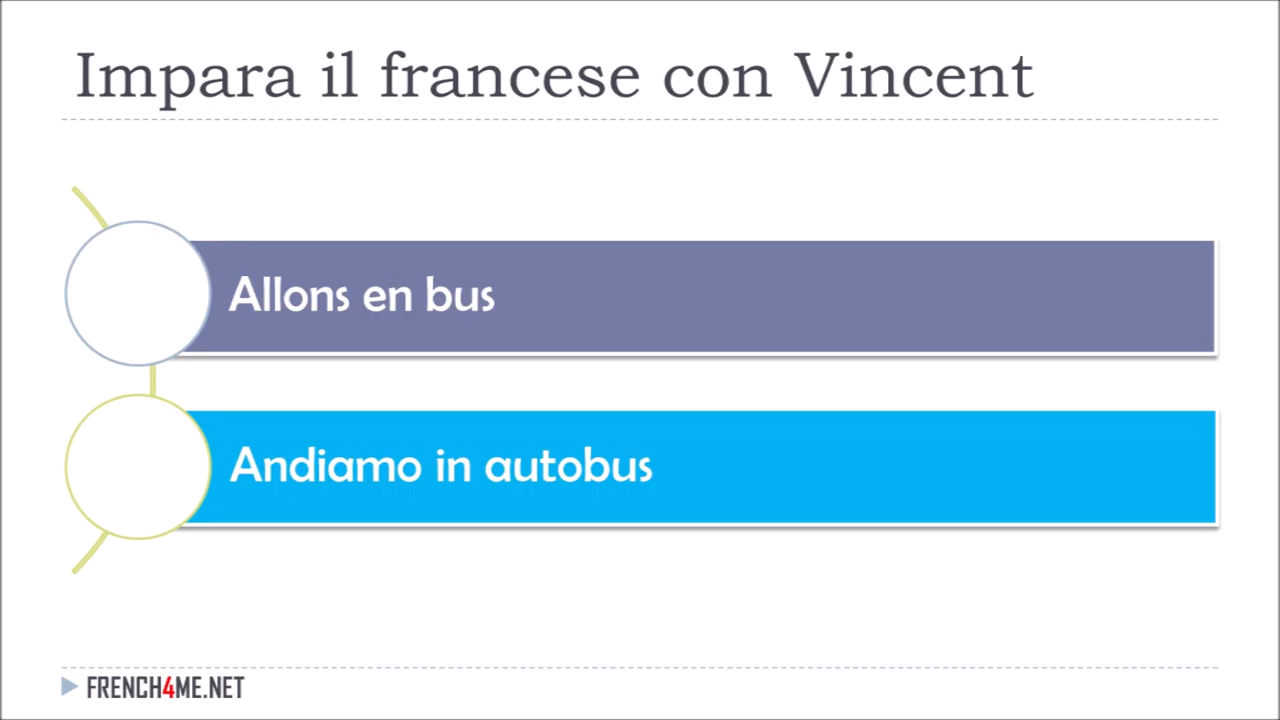 Impara il francese con Vincent
Allons en bus
Andiamo in autobus
FRENCH4ME.NET